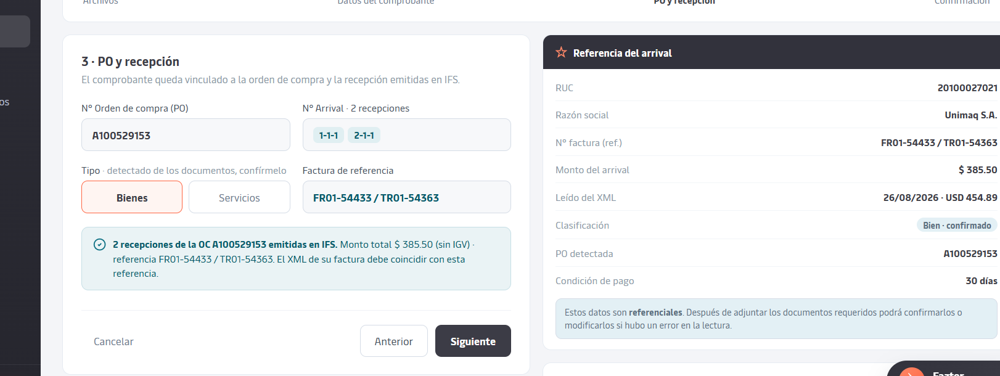 Archivos
Datos del comprobante
PO y recepción
Confirmación
os
3 · PO y recepción
El comprobante queda vinculado a la orden de compra y la recepción emitidas en IFS.
N° Orden de compra (PO)
N° Arrival · 2 recepciones
A100529153
1-1-1
2-1-1
Tipo · detectado de los documentos, confírmelo
Factura de referencia
Bienes
Servicios
FR01-54433 / TR01-54363
2 recepciones de la OC A100529153 emitidas en IFS. Monto total $ 385.50 (sin IGV) ·
referencia FR01-54433 / TR01-54363. El XML de su factura debe coincidir con esta
referencia.
Cancelar
Anterior
Siguiente
Referencia del arrival
RUC 20100027021
Razón social Unimaq S.A.
N° factura (ref.) FR01-54433 / TR01-54363
Monto del arrival $ 385.50
Leído del XML 26/08/2026 · USD 454.89
Clasificación Bien · confirmado
PO detectada A100529153
Condición de pago 30 días
Estos datos son referenciales. Después de adjuntar los documentos requeridos podrá confirmarlos o
modificarlos si hubo un error en la lectura.